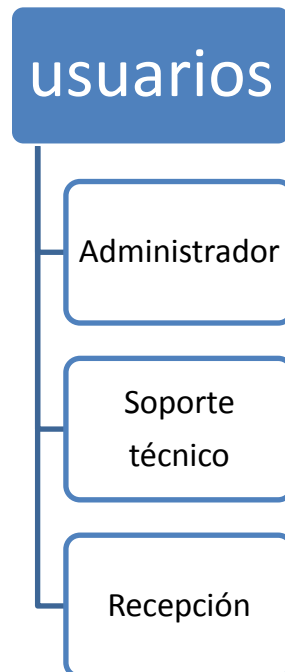 usuarios
Administrador
Soporte
técnico
Recepción